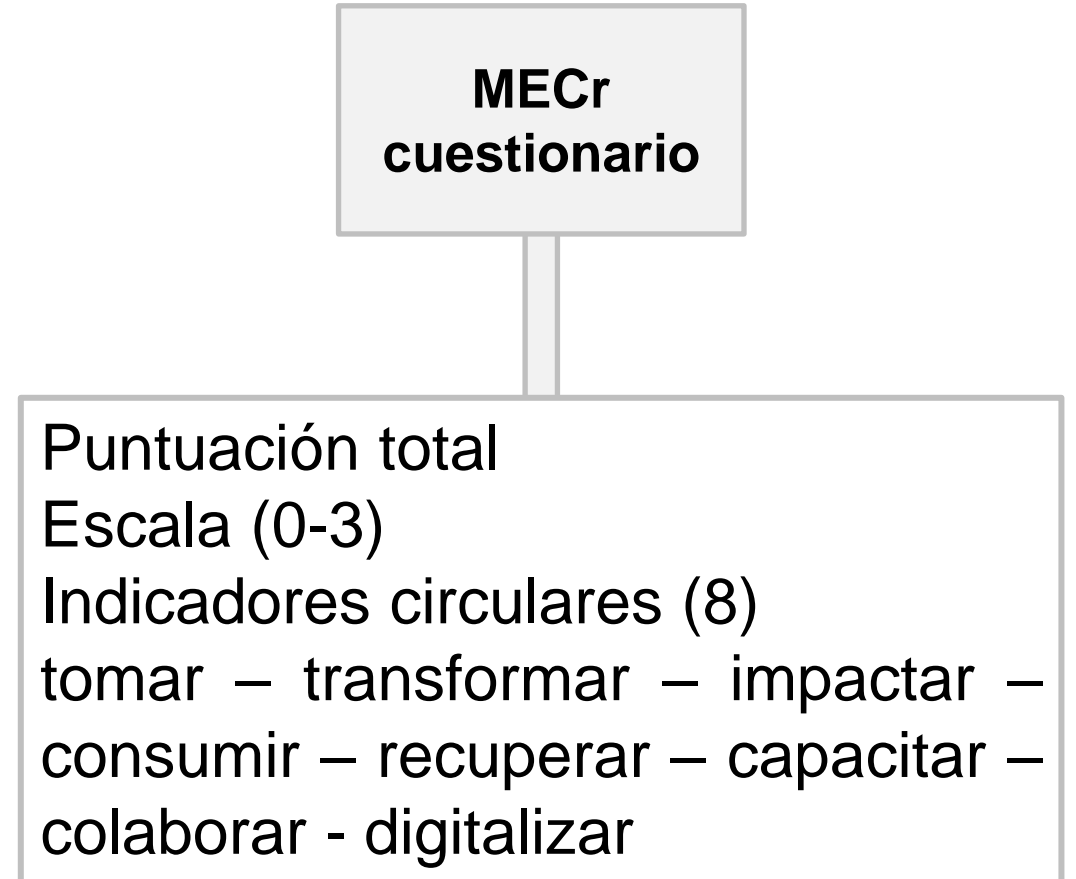 MECr
cuestionario
Puntuación total
Escala (0-3)
Indicadores circulares (8)
tomar – transformar – impactar –
consumir – recuperar – capacitar –
colaborar - digitalizar